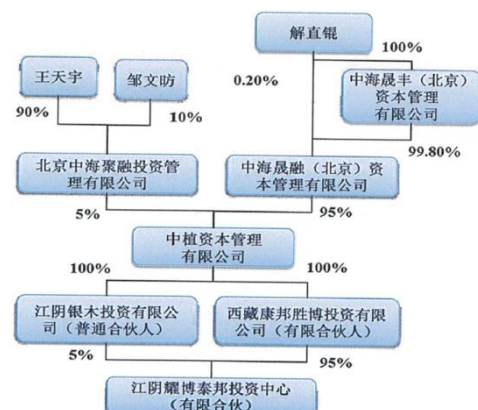 解直锟
100%
王天宇
邹文昉
0.20%
中海晟丰（北京）
资本管理
有限公司
90%
10%
99.80%
北京中海聚融投资管
理有限公司
中海晟融（北京）资
本管理有限公司
5%
95%
中植资本管理
有限公司
100%
100%
江阴银木投资有限公
司（普通合伙人）
西藏康邦胜博投资有限
公司（有限合伙人）
5%
95%
江阴耀博泰邦投资中心
（有限合伙）